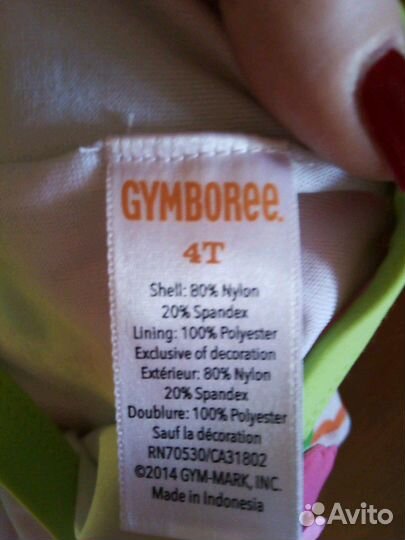 GYMBOREE
4T
Shell: 80% Nylon
20% Spandex
Lining: 100% Polyester
Exclusive of decoration
Extérieur: 80% Nylon
20% Spandex
Doublure: 100% Polyester
Sauf la décoration
RN70530/CA31802
©2014 GYM-MARK, INC.
Made in Indonesia
Avito